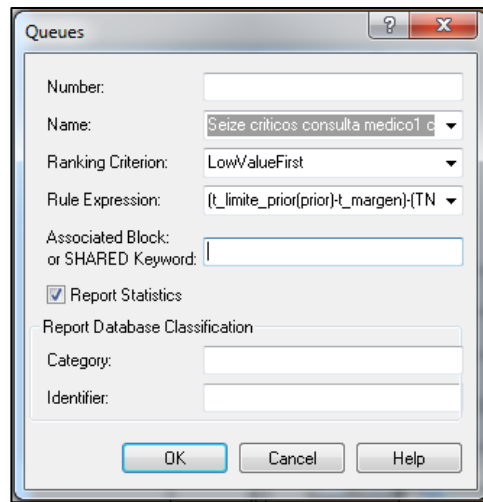 Queues
Number:
Name: Seize criticos consulta medico1 c
Ranking Criterion: LowValueFirst
Rule Expression: (t_limite_prior(prior)-t_margen)-(TN
Associated Block:
or SHARED Keyword:
Report Statistics
Report Database Classification
Category:
Identifier:
OK Cancel Help